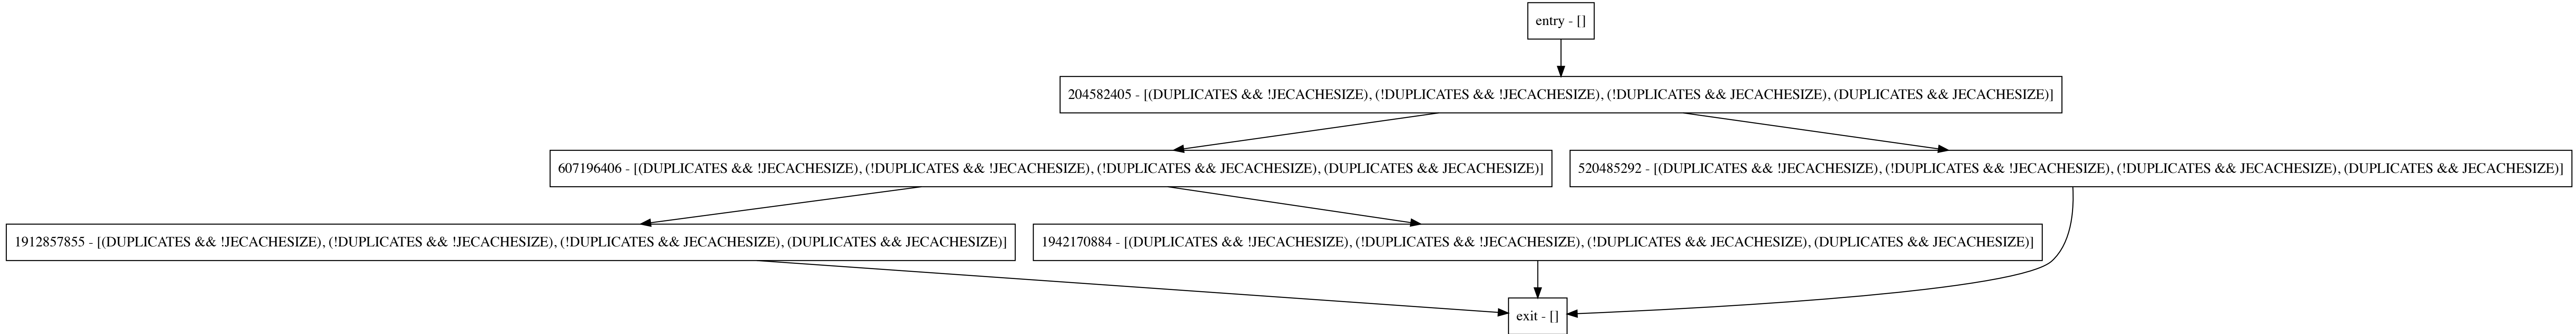 entry - []
204582405 - [(DUPLICATES && !JECACHESIZE), (!DUPLICATES && !JECACHESIZE), (!DUPLICATES && JECACHESIZE), (DUPLICATES && JECACHESIZE)]
607196406 - [(DUPLICATES && !JECACHESIZE), (!DUPLICATES && !JECACHESIZE), (!DUPLICATES && JECACHESIZE), (DUPLICATES && JECACHESIZE)]
520485292 - [(DUPLICATES && !JECACHESIZE), (!DUPLICATES && !JECACHESIZE), (!DUPLICATES && JECACHESIZE), (DUPLICATES && JECACHESIZE)]
1912857855 - [(DUPLICATES && !JECACHESIZE), (!DUPLICATES && !JECACHESIZE), (!DUPLICATES && JECACHESIZE), (DUPLICATES && JECACHESIZE)]
1942170884 - [(DUPLICATES && !JECACHESIZE), (!DUPLICATES && !JECACHESIZE), (!DUPLICATES && JECACHESIZE), (DUPLICATES && JECACHESIZE)]
exit - []